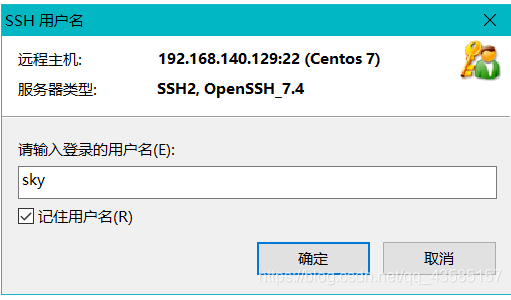 SSH 用户名
远程主机: 192.168.140.129:22 (Centos 7)
服务器类型: SSH2, OpenSSH_7.4
请输入登录的用户名(E):
sky
记住用户名(R)
确定 取消
https://blog.csdn.net/qq_43585157